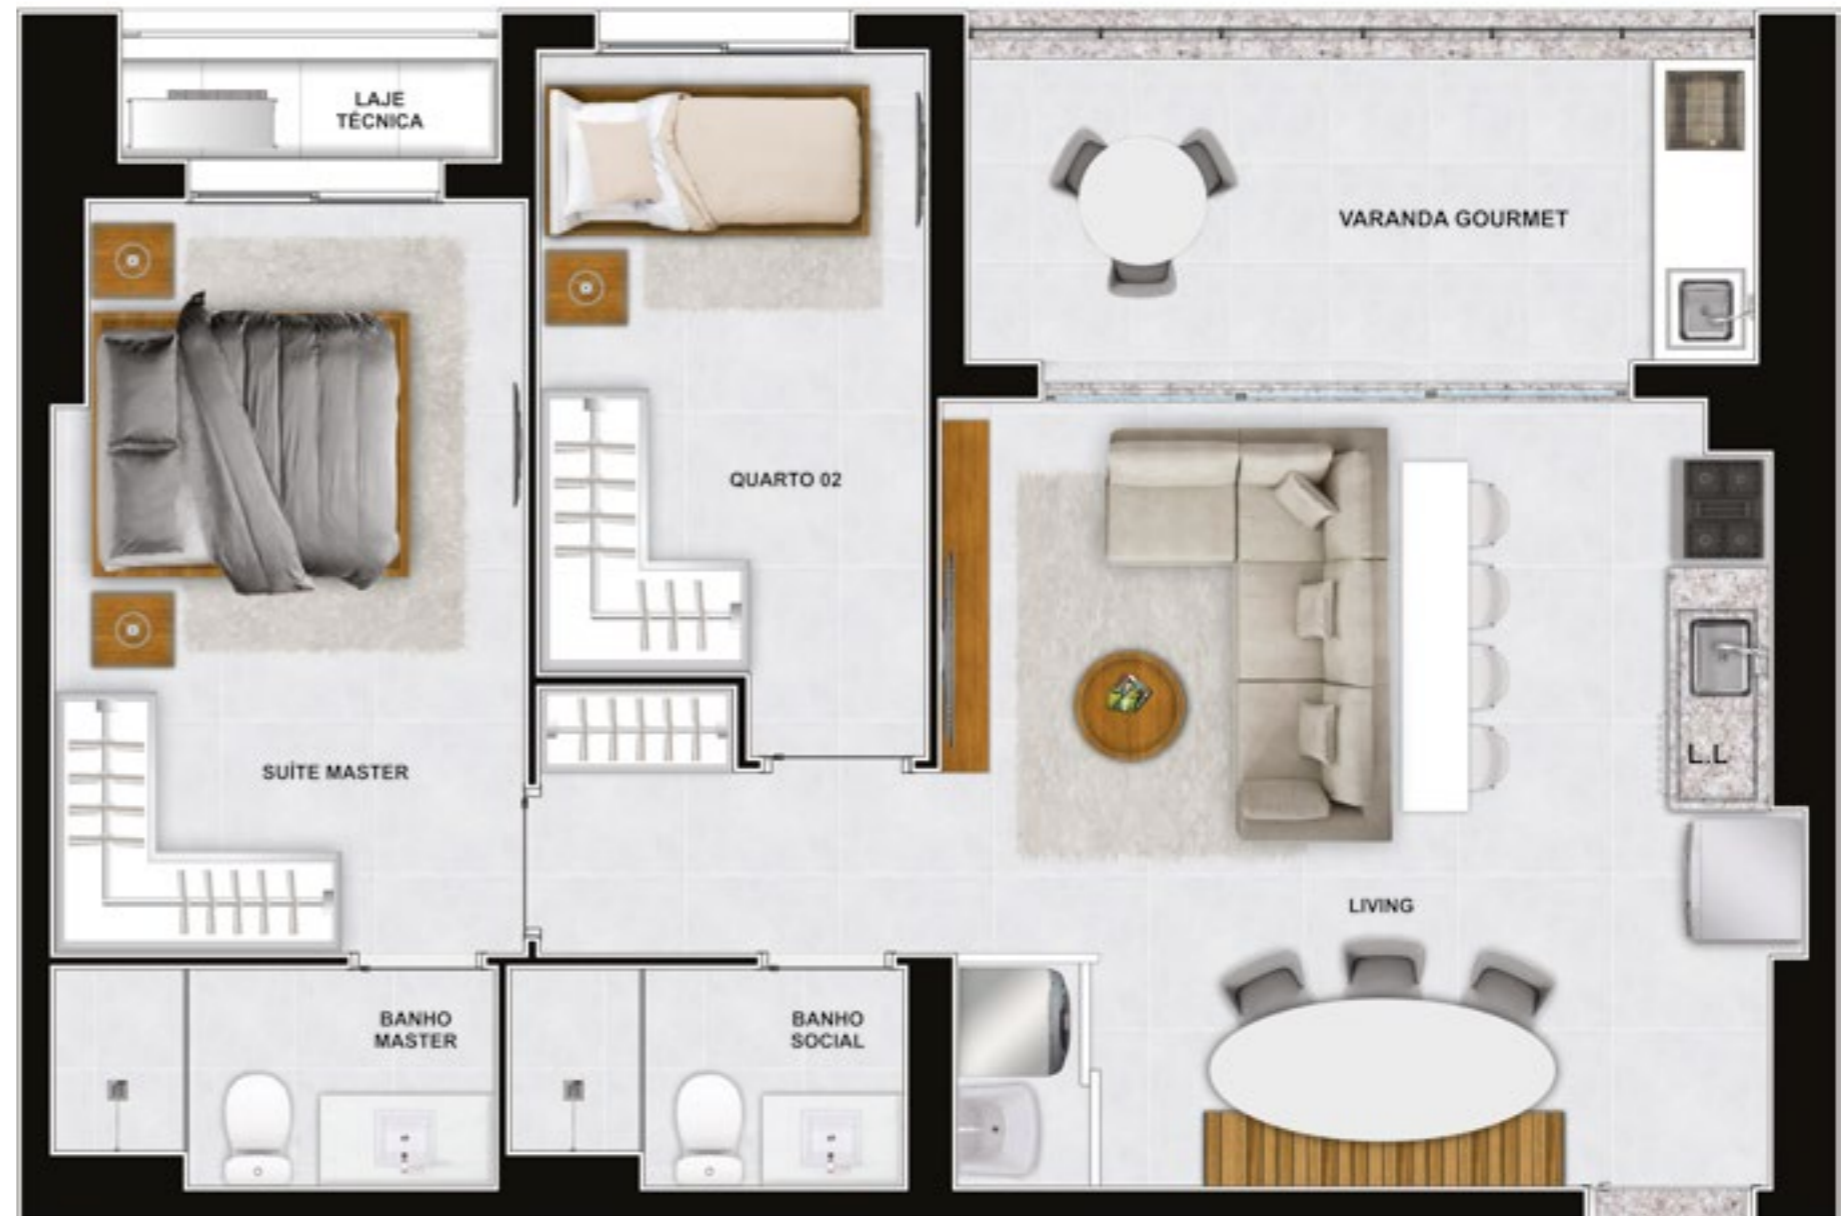 LAJE
TÉCNICA
VARANDA GOURMET
QUARTO 02
SUÍTE MASTER
L.L
LIVING
BANHO
MASTER
BANHO
SOCIAL